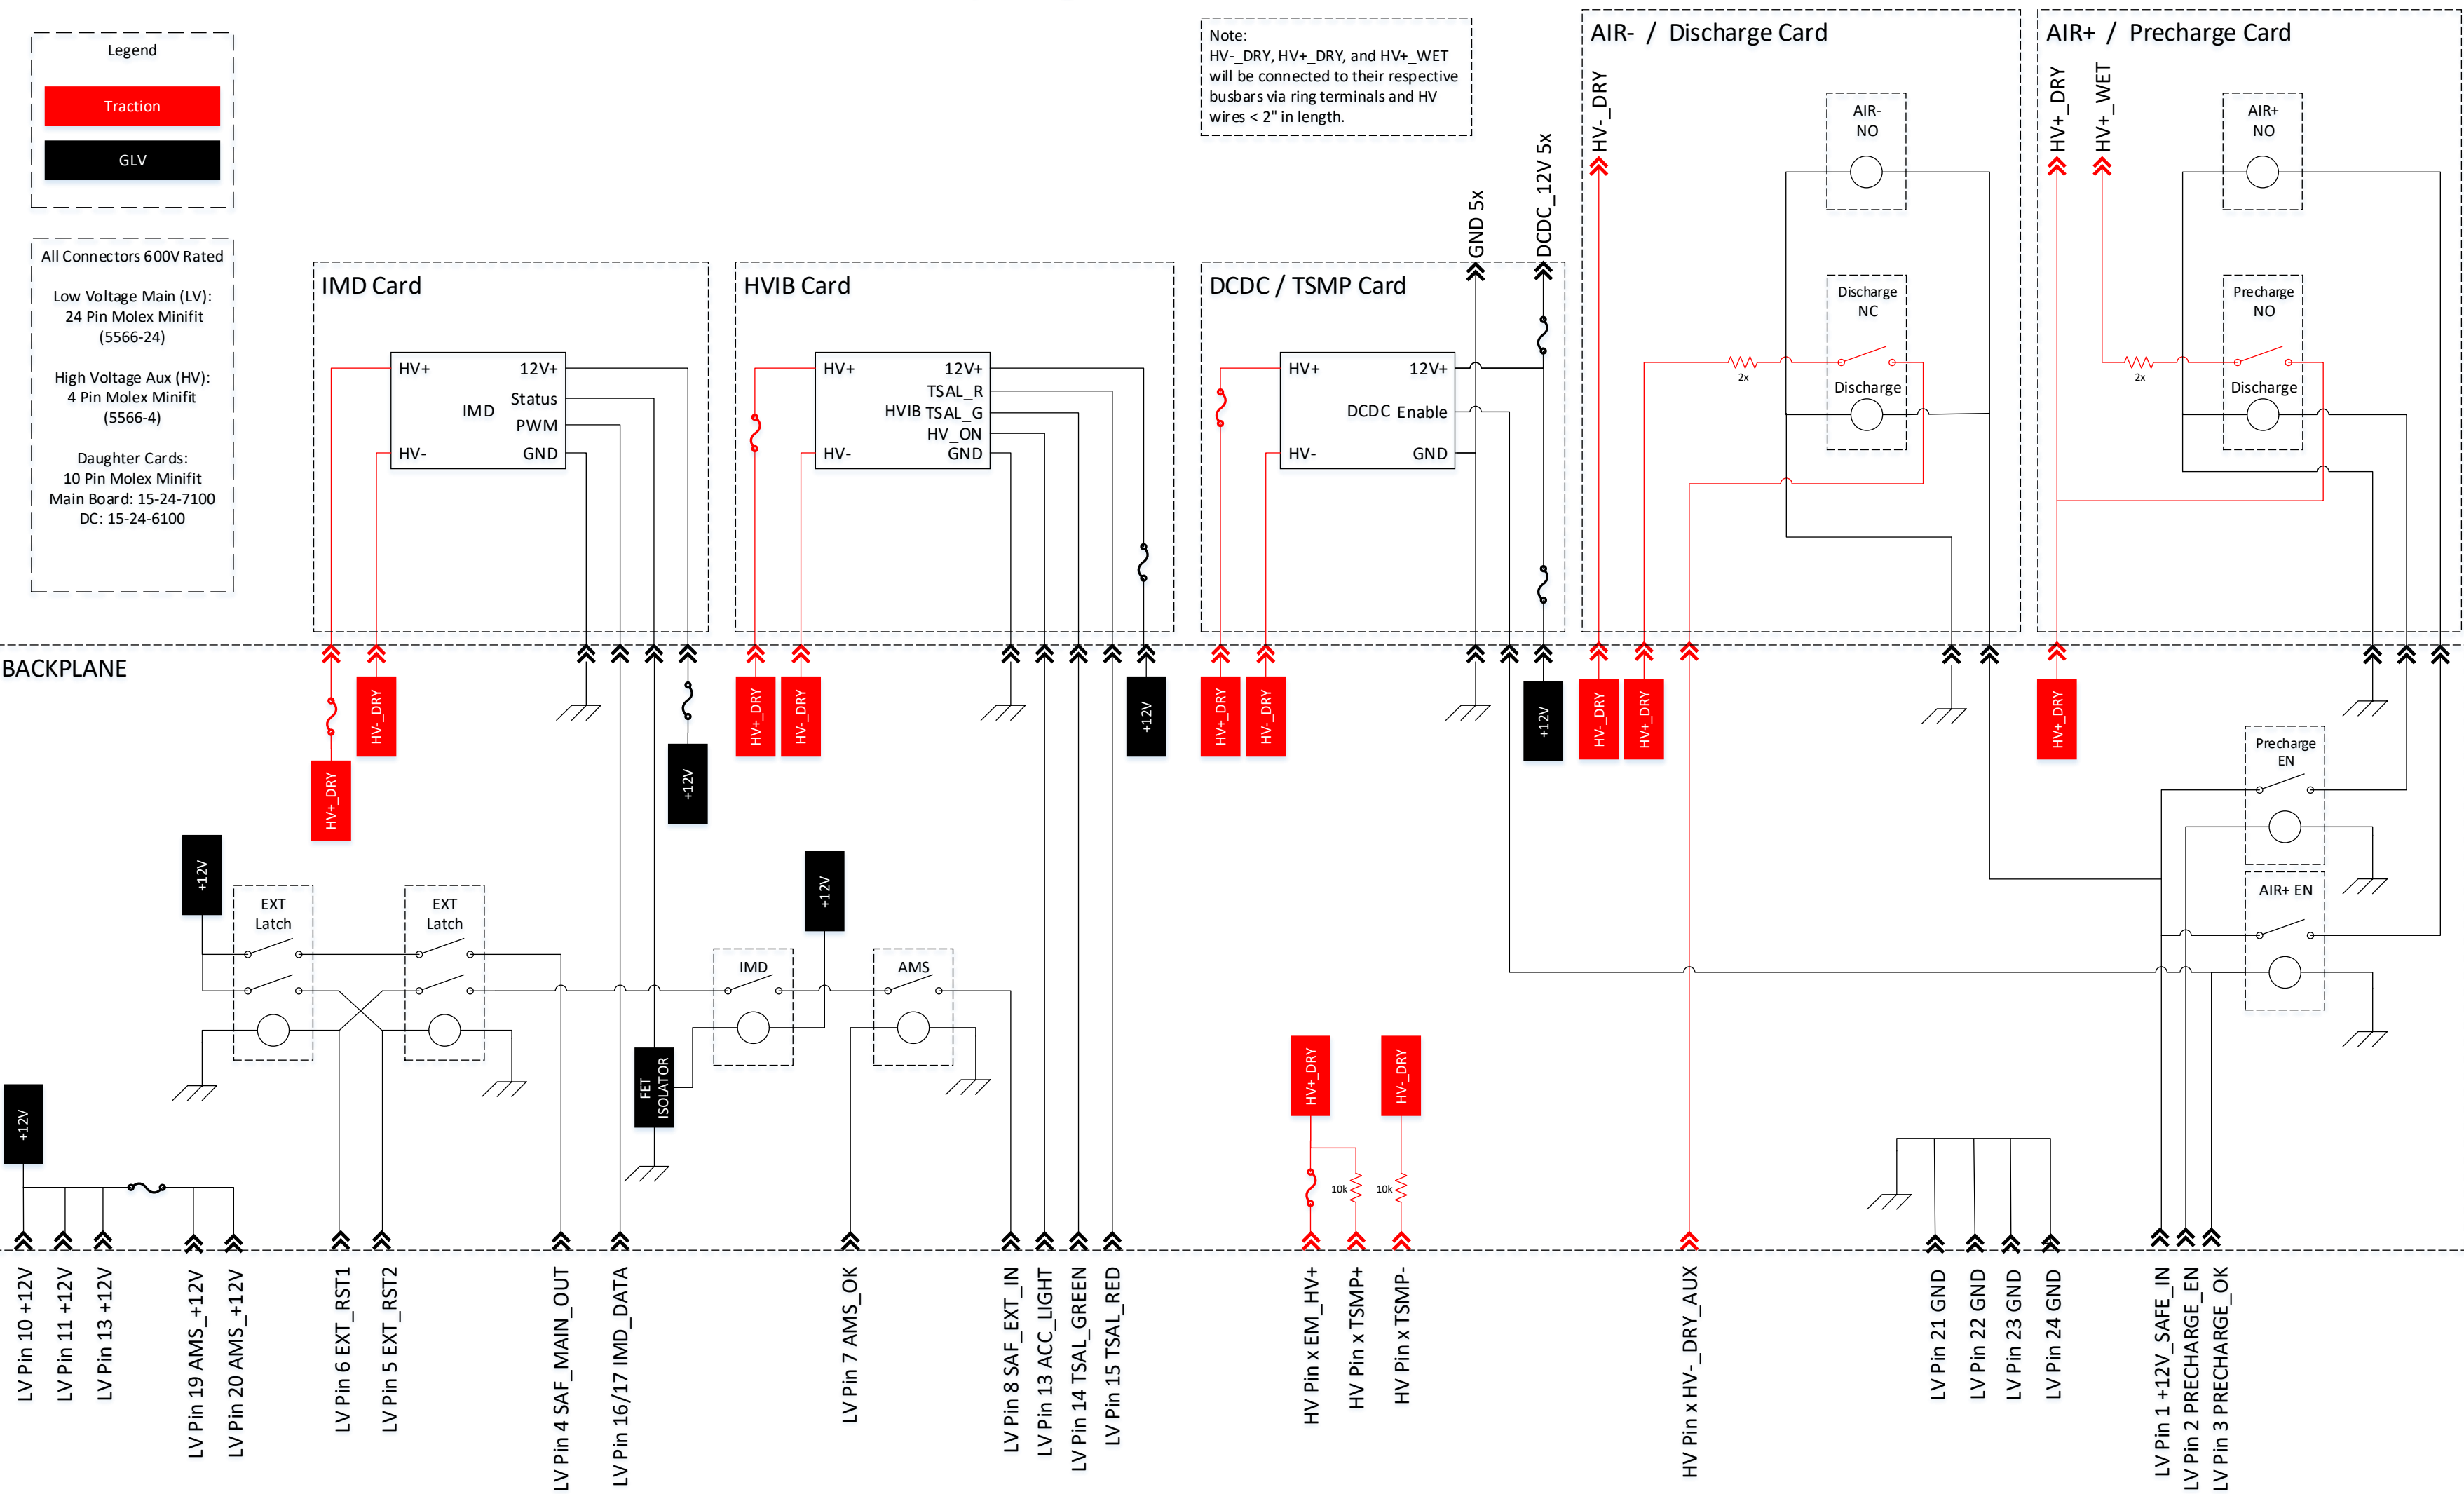 Legend
Traction
GLV
All Connectors 600V Rated
Low Voltage Main (LV):
24 Pin Molex Minifit
(5566-24)
High Voltage Aux (HV):
4 Pin Molex Minifit
(5566-4)
Daughter Cards:
10 Pin Molex Minifit
Main Board: 15-24-7100
DC: 15-24-6100
Note:
HV-_DRY, HV+_DRY, and HV+_WET
will be connected to their respective
busbars via ring terminals and HV
wires < 2" in length.
IMD Card
HV+
12V+
Status
IMD
PWM
HV-
GND
HVIB Card
HV+
12V+
TSAL_R
HVIB
TSAL_G
HV_ON
HV-
GND
DCDC / TSMP Card
GND 5x
DCDC_12V 5x
HV+
12V+
DCDC
Enable
HV-
GND
AIR- / Discharge Card
HV-_DRY
AIR-
NO
Discharge
NC
2x
Discharge
AIR+ / Precharge Card
HV+_DRY
HV+_WET
AIR+
NO
Precharge
NO
2x
Discharge
BACKPLANE
HV+_DRY
HV-_DRY
+12V
HV+_DRY
HV-_DRY
+12V
HV+_DRY
HV-_DRY
+12V
HV-_DRY
HV+_DRY
HV+_DRY
Precharge
EN
AIR+ EN
+12V
EXT
Latch
EXT
Latch
+12V
IMD
AMS
FET
ISOLATOR
+12V
HV+_DRY
HV-_DRY
10k
10k
LV Pin 10 +12V
LV Pin 11 +12V
LV Pin 13 +12V
LV Pin 19 AMS_+12V
LV Pin 20 AMS_+12V
LV Pin 6 EXT_RST1
LV Pin 5 EXT_RST2
LV Pin 4 SAF_MAIN_OUT
LV Pin 16/17 IMD_DATA
LV Pin 7 AMS_OK
LV Pin 8 SAF_EXT_IN
LV Pin 13 ACC_LIGHT
LV Pin 14 TSAL_GREEN
LV Pin 15 TSAL_RED
HV Pin x EM_HV+
HV Pin x TSMP+
HV Pin x TSMP-
HV Pin x HV-_DRY_AUX
LV Pin 21 GND
LV Pin 22 GND
LV Pin 23 GND
LV Pin 24 GND
LV Pin 1 +12V_SAFE_IN
LV Pin 2 PRECHARGE_EN
LV Pin 3 PRECHARGE_OK